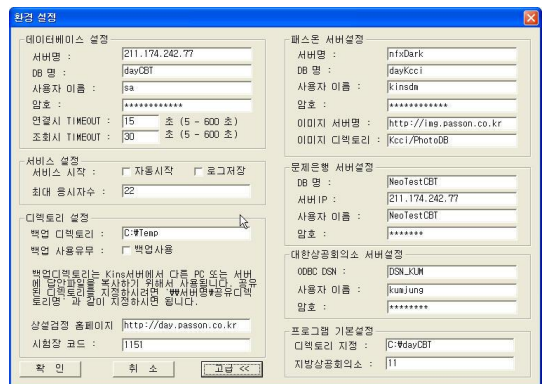 환경 설정
데이터베이스 설정
서버명 : 211.174.242.77
DB 명 : dayCBT
사용자 이름 : sa
암호 : ************
연결시 TIMEOUT : 15 초 (5 - 600 초)
조회시 TIMEOUT : 30 초 (5 - 600 초)
서비스 설정
서비스 시작 : 자동시작 로그저장
최대 응시자수 : 22
디렉토리 설정
백업 디렉토리 : C:₩Temp
백업 사용유무 : 백업사용
백업디렉토리는 Kins서버에서 다른 PC 또는 서버
에 답안파일을 복사하기 위해서 사용됩니다. 공유
된 디렉토리를 지정하시려면 '₩₩서버명₩공유디렉
토리명' 과 같이 지정하시면 됩니다.
상설검정 홈페이지 http://day.passon.co.kr
시험장 코드 : 1151
확 인 취 소 고급 <<
패스온 서버설정
서버명 : nfxDark
DB 명 : dayKcci
사용자 이름 : kinsdm
암호 : ************
이미지 서버명 : http://img.passon.co.kr
이미지 디렉토리 : Kcci/PhotoDB
문제은행 서버설정
DB 명 : NeoTestCBT
서버IP : 211.174.242.77
사용자 이름 : NeoTestCBT
암호 : *******
대한상공회의소 서버설정
ODBC DSN : DSN_KUM
사용자 이름 : kumjung
암호 : ********
프로그램 기본설정
디렉토리 지정 : C:₩dayCBT
지방상공회의소 : 11